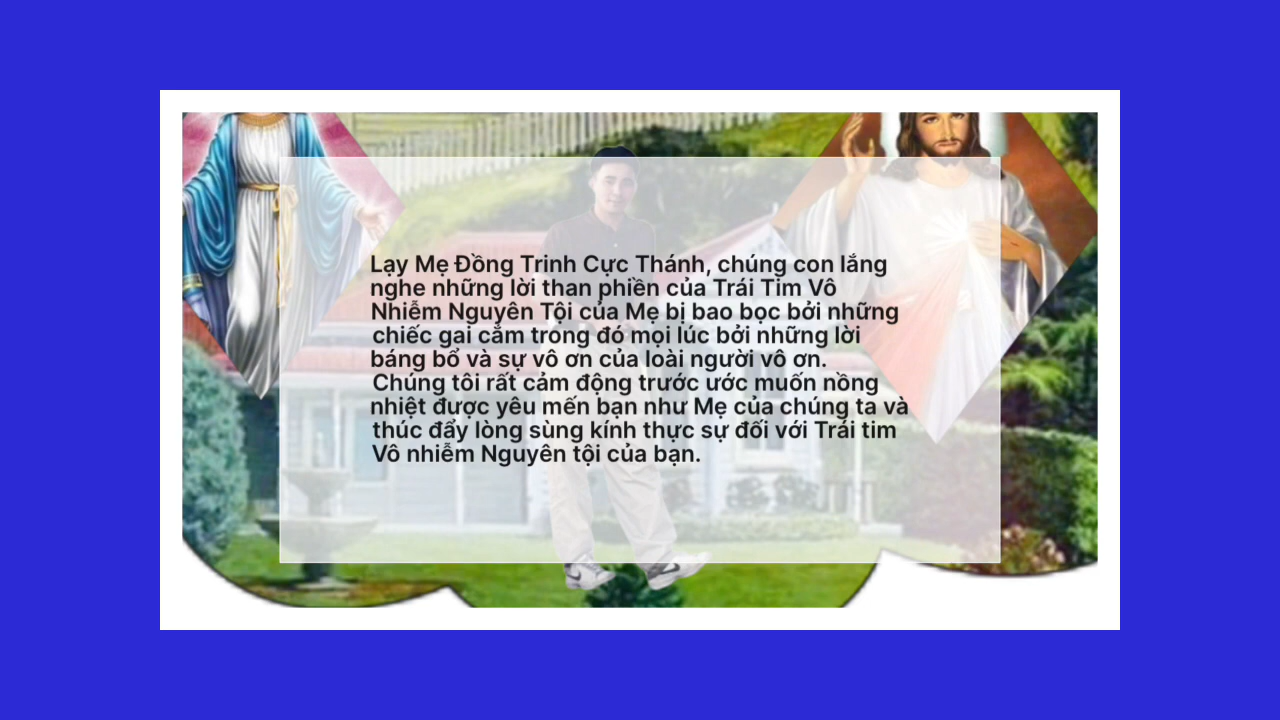 Lạy Mẹ Đồng Trinh Cực Thánh, chúng con lắng
nghe những lời than phiền của Trái Tim Vô
Nhiễm Nguyên Tội của Mẹ bị bao bọc bởi những
chiếc gai cắm trong đó mọi lúc bởi những lời
báng bổ và sự vô ơn của loài người vô ơn.
Chúng tôi rất cảm động trước ước muốn nồng
nhiệt được yêu mến bạn như Mẹ của chúng ta và
thúc đẩy lòng sùng kính thực sự đối với Trái tim
Vô nhiễm Nguyên tội của bạn.